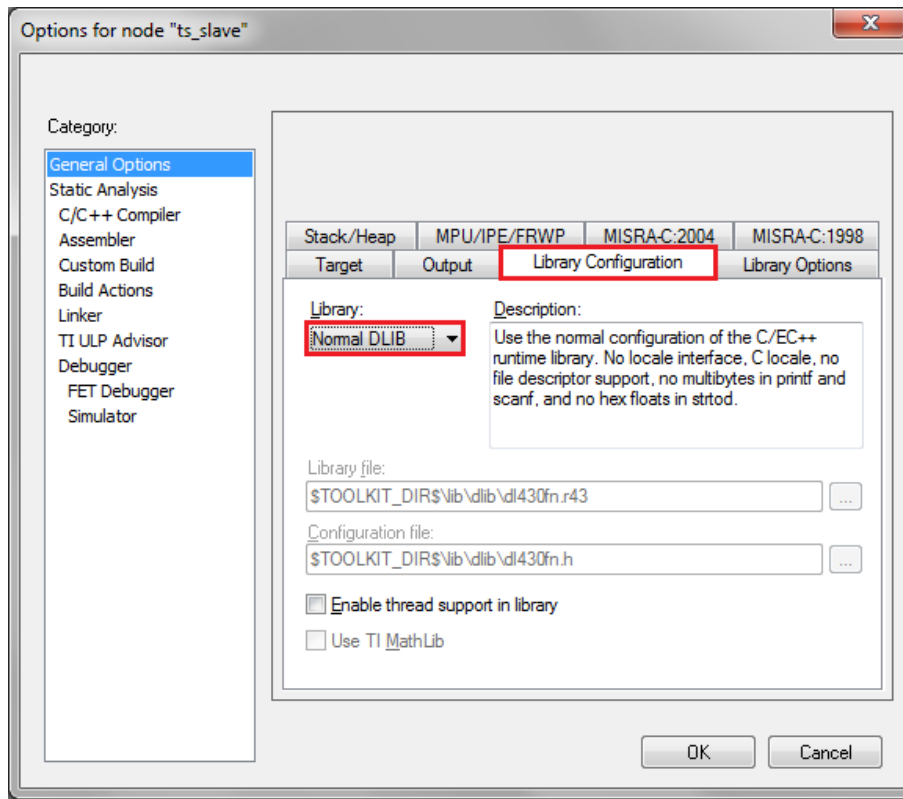 Options for node "ts_slave"
X
Category:
General Options
Static Analysis
C/C++ Compiler
Assembler
Custom Build
Build Actions
Linker
TI ULP Advisor
Debugger
FET Debugger
Simulator
Stack/Heap MPU/IPE/FRWP MISRA-C:2004 MISRA-C:1998
Target Output Library Configuration Library Options
Library:
Normal DLIB
Description:
Use the normal configuration of the C/EC++
runtime library. No locale interface, C locale, no
file descriptor support, no multibytes in printf and
scanf, and no hex floats in strtod.
Library file:
$TOOLKIT_DIR$\lib\dlib\dl430fn.r43
...
Configuration file:
$TOOLKIT_DIR$\lib\dlib\dl430fn.h
...
Enable thread support in library
Use TI MathLib
OK Cancel